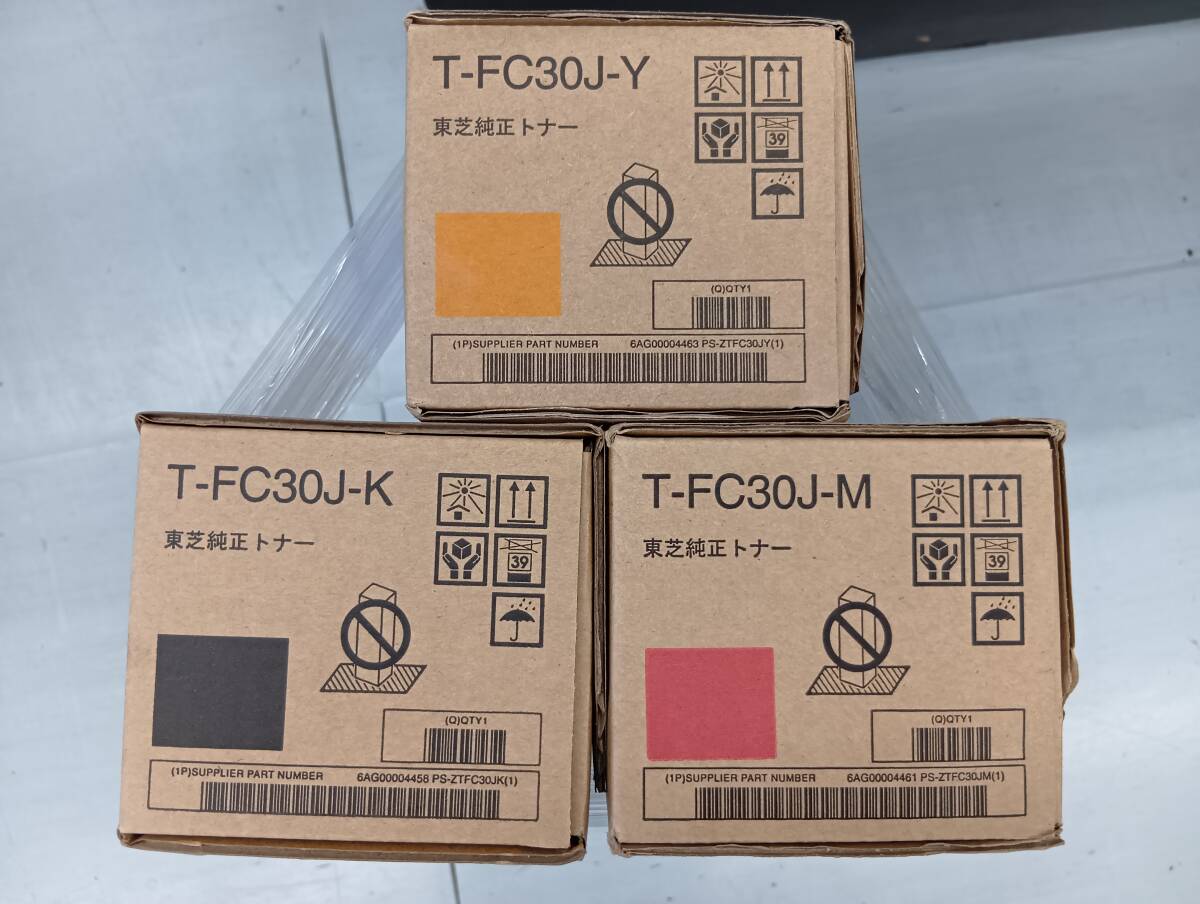 T-FC30J-Y
東芝純正トナー
39
(Q)QTY1
(1P)SUPPLIER PART NUMBER 6AG00004463 PS-ZTFC30JY(1)
T-FC30J-K
東芝純正トナー
39
(Q)QTY1
(1P)SUPPLIER PART NUMBER 6AG00004458 PS-ZTFC30JK(1)
T-FC30J-M
東芝純正トナー
39
(Q)QTY1
(1P)SUPPLIER PART NUMBER 6AG00004461 PS-ZTFC30JM(1)